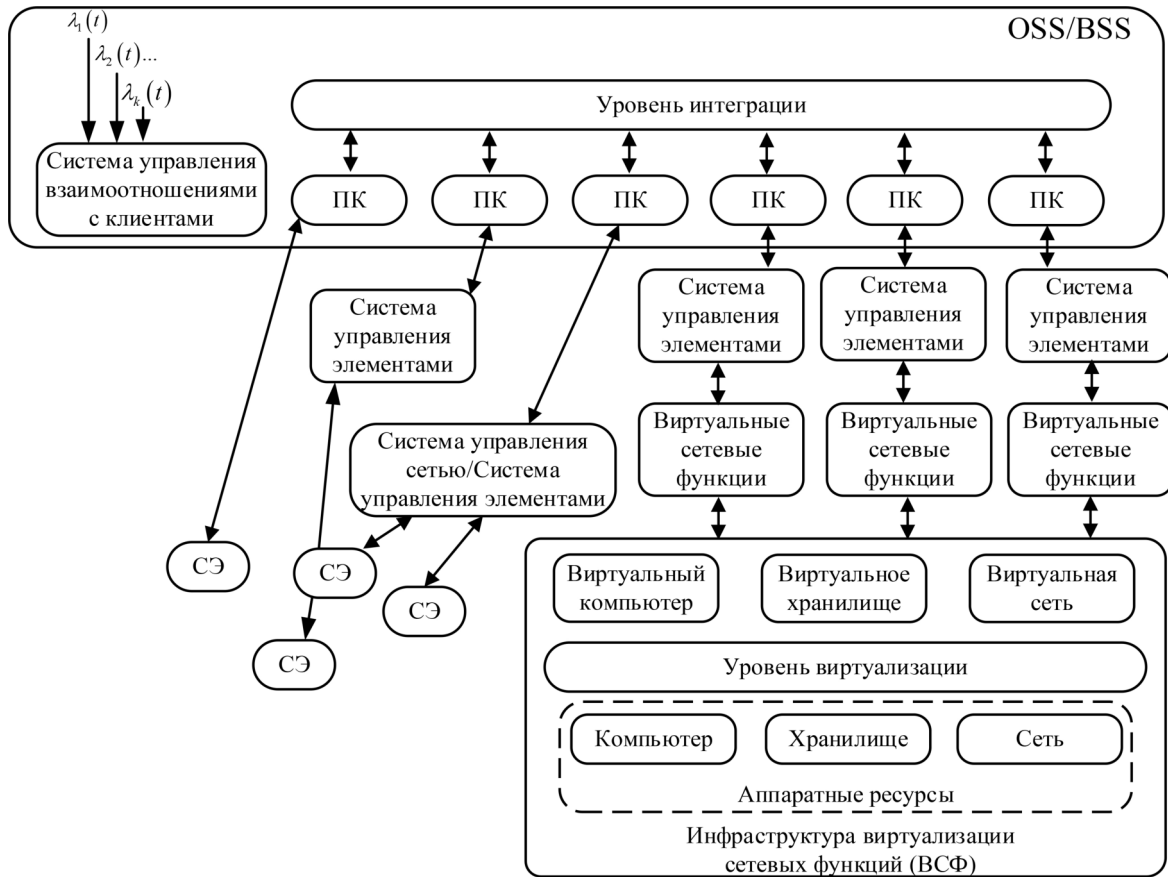 λ₁(t)
OSS/BSS
λ₂(t)...
λₖ(t)
Уровень интеграции
Система управления
взаимоотношениями
с клиентами
ПК
ПК
ПК
ПК
ПК
ПК
Система
управления
элементами
Система
управления
элементами
Система
управления
элементами
Система
управления
элементами
Система управления
сетью/Система
управления элементами
Виртуальные
сетевые
функции
Виртуальные
сетевые
функции
Виртуальные
сетевые
функции
СЭ
СЭ
СЭ
СЭ
Виртуальный
компьютер
Виртуальное
хранилище
Виртуальная
сеть
Уровень виртуализации
Компьютер
Хранилище
Сеть
Аппаратные ресурсы
Инфраструктура виртуализации
сетевых функций (ВСФ)